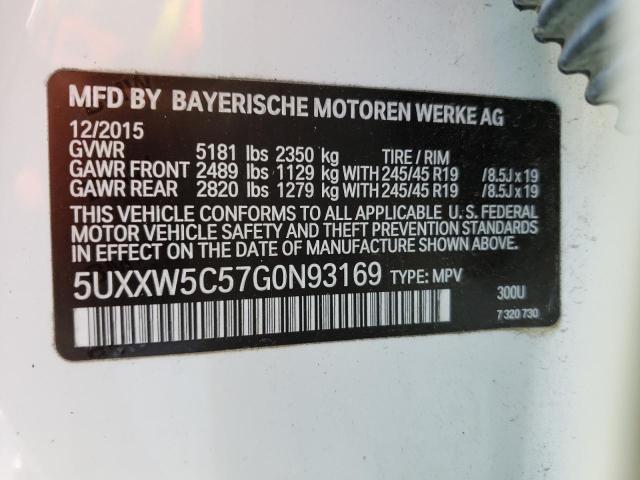 MFD BY BAYERISCHE MOTOREN WERKE AG
12/2015
GVWR 5181 lbs 2350 kg TIRE / RIM
GAWR FRONT 2489 lbs 1129 kg WITH 245/45 R19 /8.5J x 19
GAWR REAR 2820 lbs 1279 kg WITH 245/45 R19 /8.5J x 19
THIS VEHICLE CONFORMS TO ALL APPLICABLE U. S. FEDERAL
MOTOR VEHICLE SAFETY AND THEFT PREVENTION STANDARDS
IN EFFECT ON THE DATE OF MANUFACTURE SHOWN ABOVE.
5UXXW5C57G0N93169 TYPE: MPV
300U
7 320 730